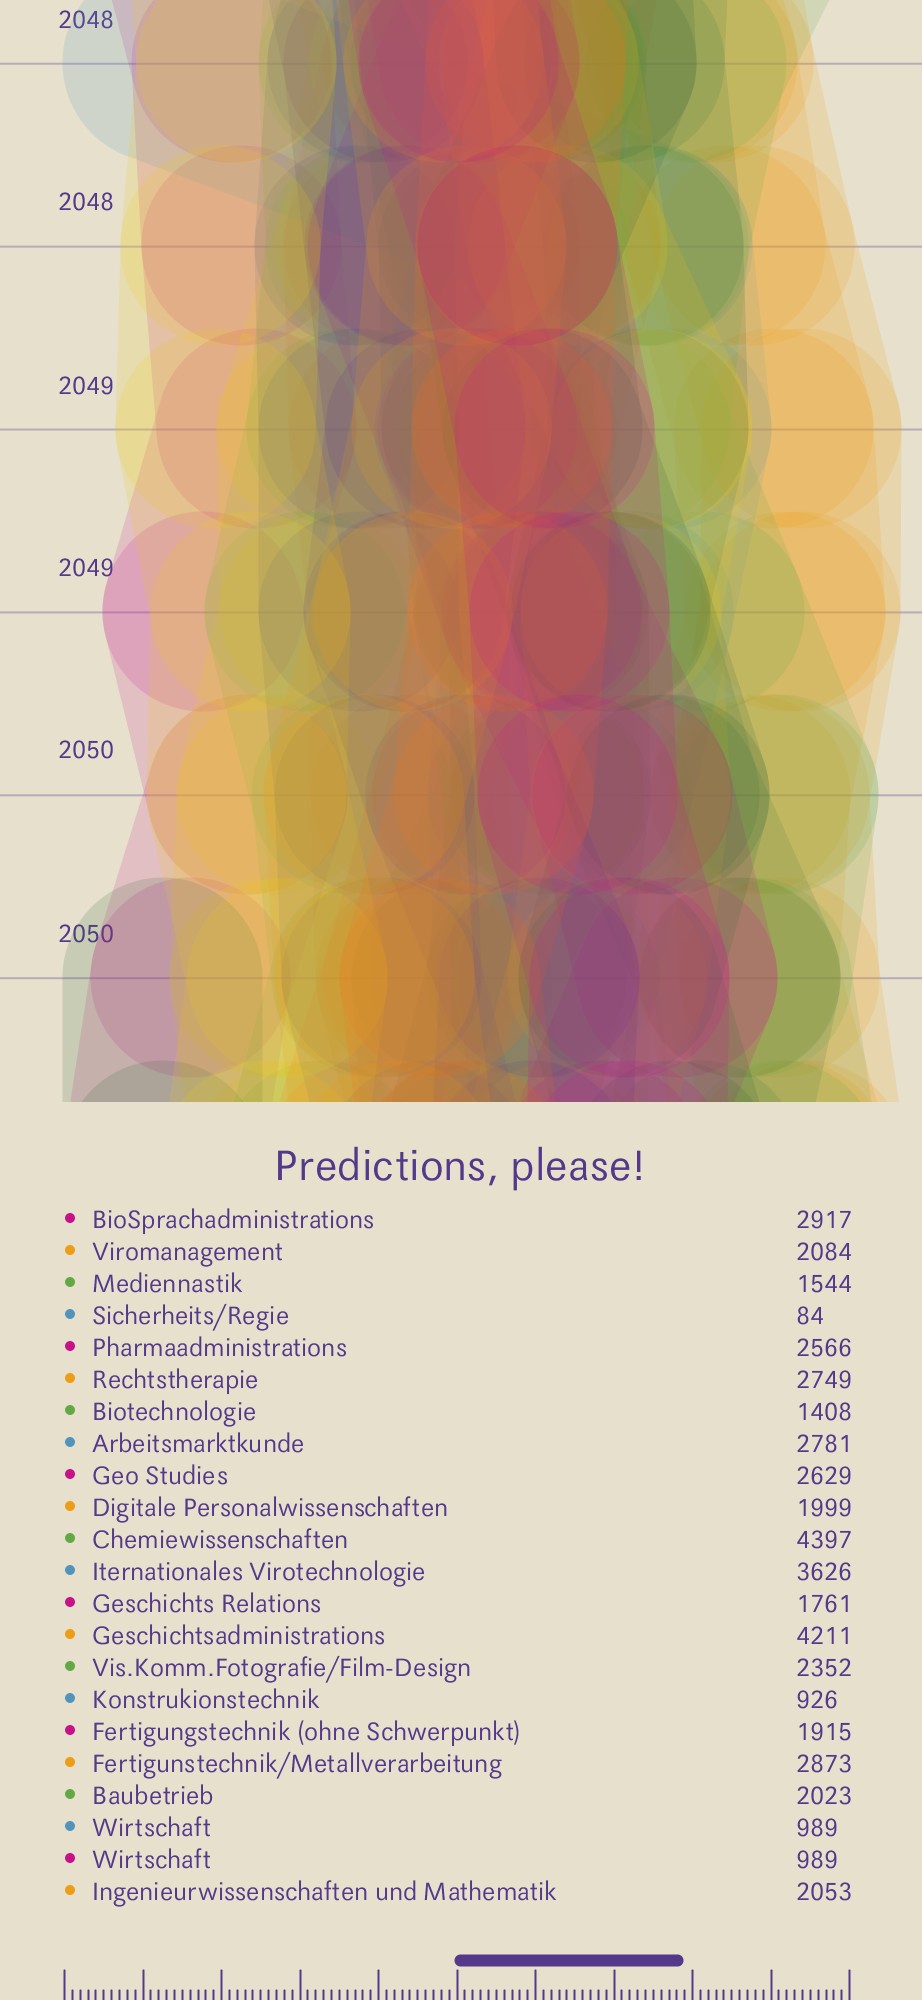 2048
2048
2049
2049
2050
2050
Predictions, please!
BioSprachadministrations 2917
Viromanagement 2084
Mediennastik 1544
Sicherheits/Regie 84
Pharmaadministrations 2566
Rechtstherapie 2749
Biotechnologie 1408
Arbeitsmarktkunde 2781
Geo Studies 2629
Digitale Personalwissenschaften 1999
Chemiewissenschaften 4397
Iternationales Virotechnologie 3626
Geschichts Relations 1761
Geschichtsadministrations 4211
Vis.Komm.Fotografie/Film-Design 2352
Konstrukionstechnik 926
Fertigungstechnik (ohne Schwerpunkt) 1915
Fertigunstechnik/Metallverarbeitung 2873
Baubetrieb 2023
Wirtschaft 989
Wirtschaft 989
Ingenieurwissenschaften und Mathematik 2053